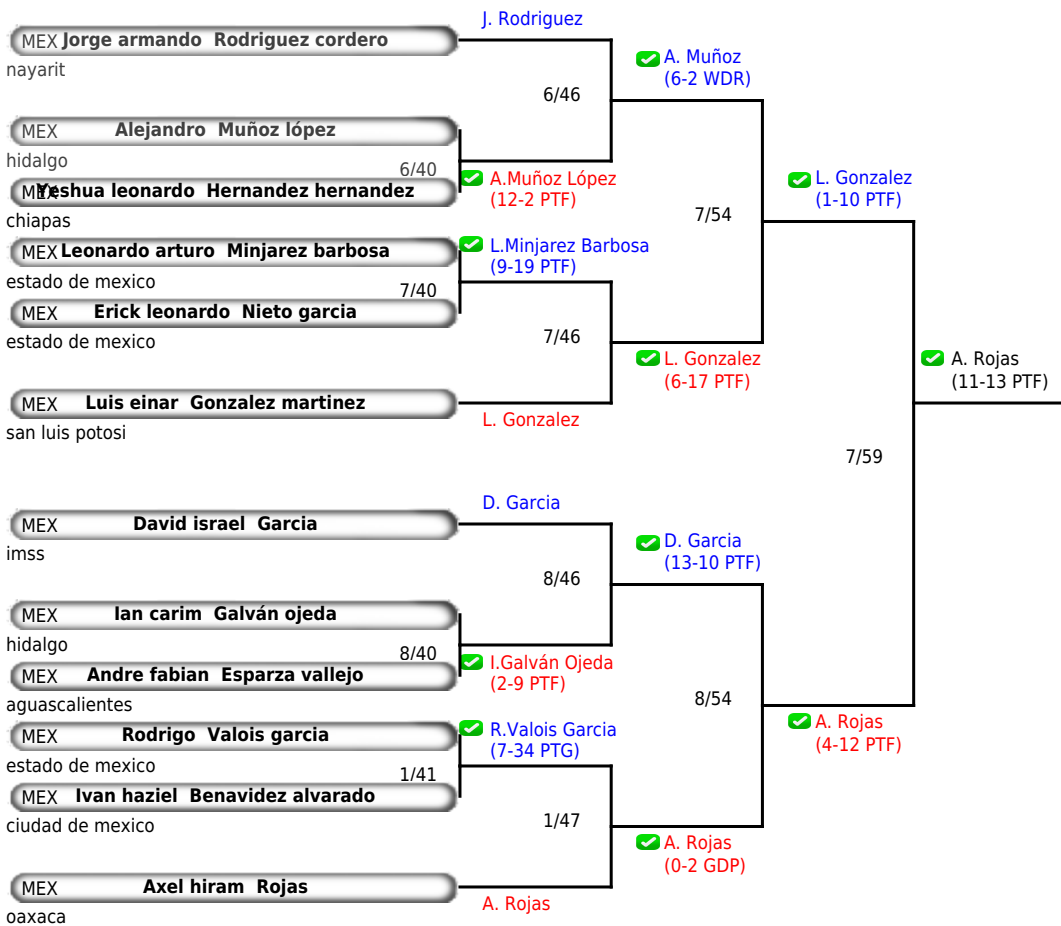 J. Rodriguez
MEX Jorge armando Rodriguez cordero
nayarit
A. Muñoz
(6-2 WDR)
6/46
MEX Alejandro Muñoz lópez
hidalgo
6/40
A.Muñoz López
(12-2 PTF)
MEX Yeshua leonardo Hernandez hernandez
chiapas
L. Gonzalez
(1-10 PTF)
7/54
MEX Leonardo arturo Minjarez barbosa
estado de mexico
L.Minjarez Barbosa
(9-19 PTF)
7/40
MEX Erick leonardo Nieto garcia
estado de mexico
7/46
L. Gonzalez
(6-17 PTF)
A. Rojas
(11-13 PTF)
MEX Luis einar Gonzalez martinez
san luis potosi
L. Gonzalez
7/59
D. Garcia
MEX David israel Garcia
imss
D. Garcia
(13-10 PTF)
8/46
MEX Ian carim Galván ojeda
hidalgo
8/40
I.Galván Ojeda
(2-9 PTF)
MEX Andre fabian Esparza vallejo
aguascalientes
8/54
A. Rojas
(4-12 PTF)
R.Valois Garcia
(7-34 PTG)
MEX Rodrigo Valois garcia
estado de mexico
1/41
MEX Ivan haziel Benavidez alvarado
ciudad de mexico
1/47
A. Rojas
(0-2 GDP)
MEX Axel hiram Rojas
oaxaca
A. Rojas